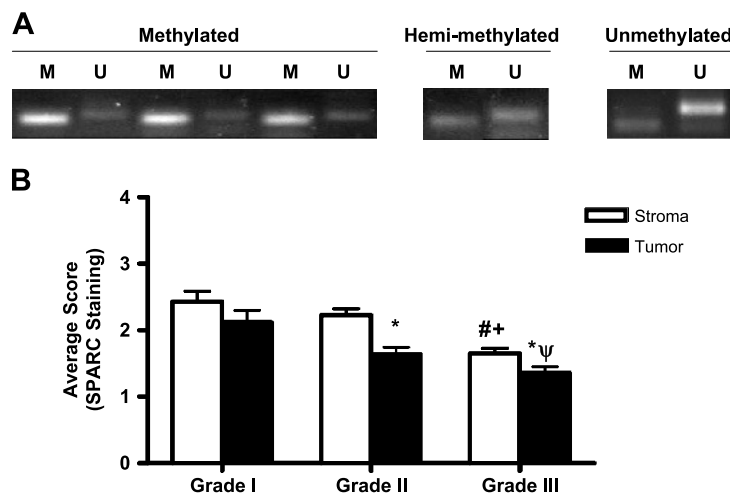 A
Methylated Hemi-methylated Unmethylated
M U M U M U M U M U
B
Average Score
(SPARC Staining)
4
3
2
1
0
Stroma
Tumor
*
#+
*ψ
Grade I Grade II Grade III